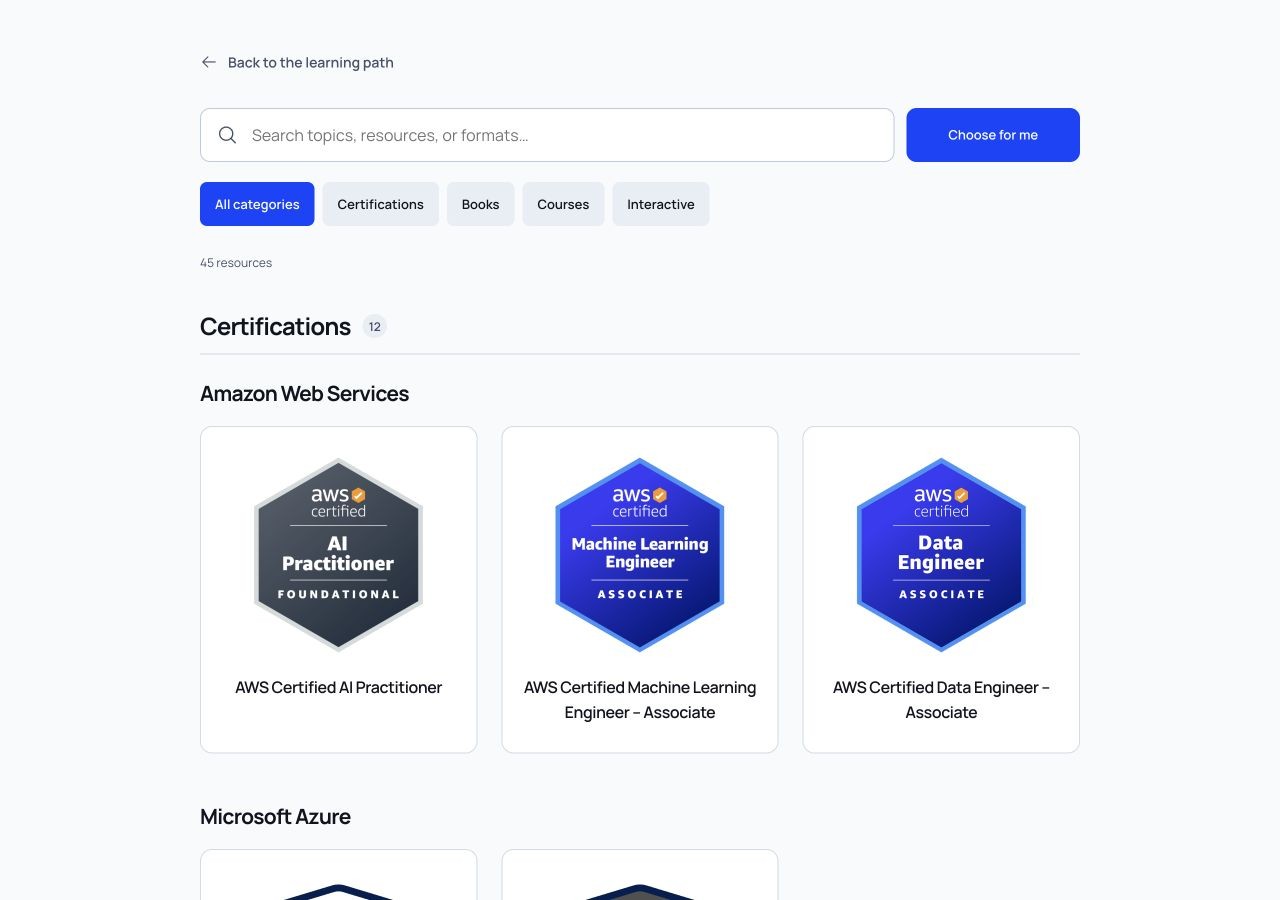 Back to the learning path
Search topics, resources, or formats…
Choose for me
All categories
Certifications
Books
Courses
Interactive
45 resources
Certifications 12
Amazon Web Services
aws
certified
AI
Practitioner
FOUNDATIONAL
AWS Certified AI Practitioner
aws
certified
Machine Learning
Engineer
ASSOCIATE
AWS Certified Machine Learning
Engineer – Associate
aws
certified
Data
Engineer
ASSOCIATE
AWS Certified Data Engineer –
Associate
Microsoft Azure